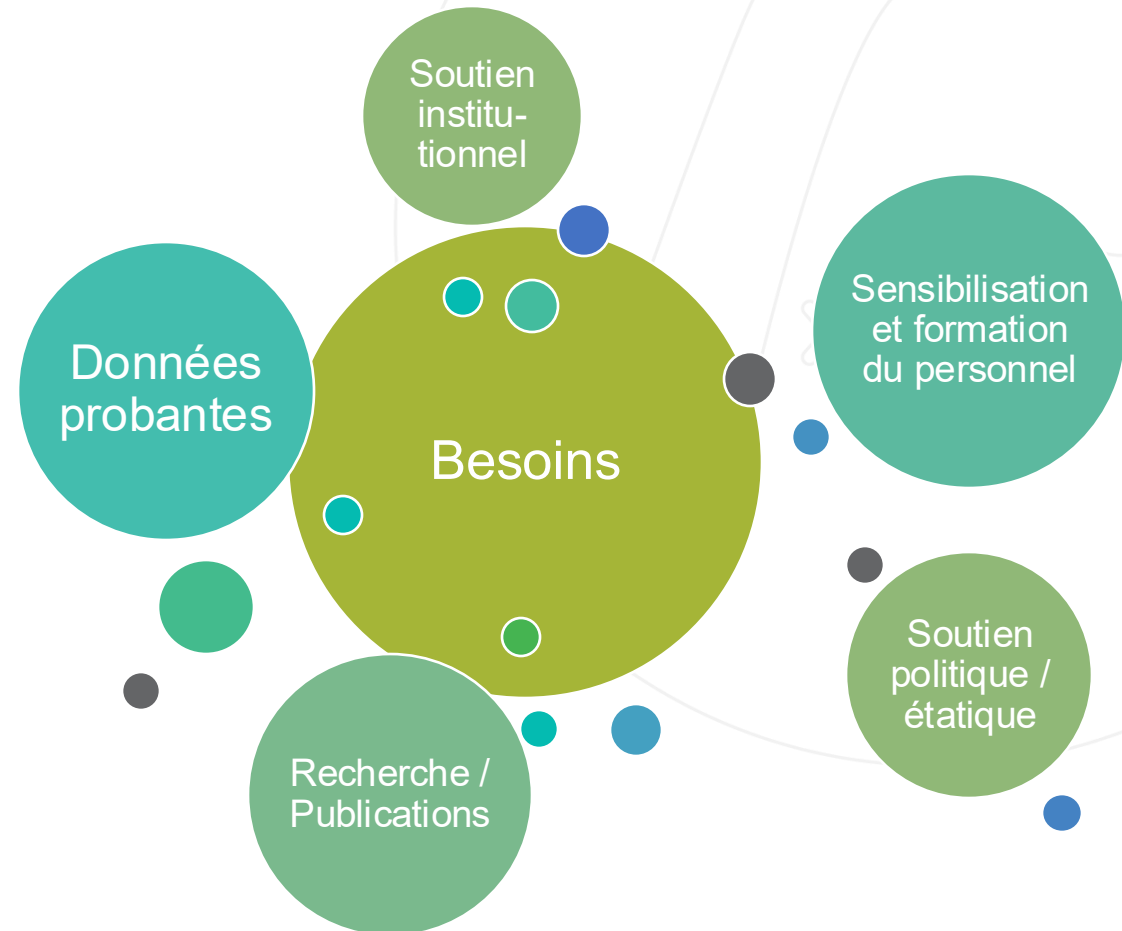 Soutien
institu-
tionnel
Sensibilisation
et formation
du personnel
Données
probantes
Besoins
Soutien
politique /
étatique
Recherche /
Publications